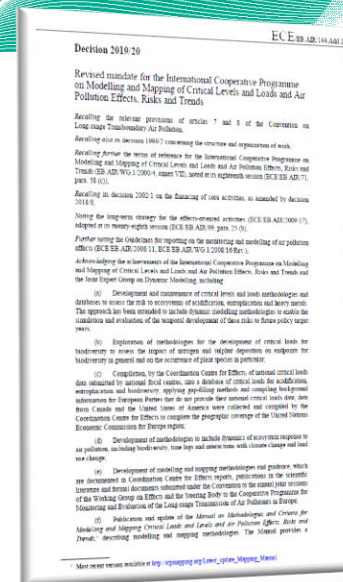 ECE/EB.AIR/144/Add.1
Decision 2019/20
Revised mandate for the International Cooperative Programme
on Modelling and Mapping of Critical Levels and Loads and Air
Pollution Effects, Risks and Trends
Recalling the relevant provisions of articles 7 and 8 of the Convention on
Long-range Transboundary Air Pollution,
Recalling also its decision 1999/2 concerning the structure and organization of work,
Recalling further the terms of reference for the International Cooperative Programme on
Modelling and Mapping of Critical Levels and Loads and Air Pollution Effects, Risks and
Trends (EB.AIR/WG.1/2000/4, annex VII), noted at its eighteenth session (ECE/EB.AIR/71,
para. 58 (c)),
Recalling its decision 2002/1 on the financing of core activities, as amended by decision
2018/8,
Noting the long-term strategy for the effects-oriented activities (ECE/EB.AIR/2009/17),
adopted at its twenty-eighth session (ECE/EB.AIR/99, para. 25 (b)),
Further noting the Guidelines for reporting on the monitoring and modelling of air pollution
effects (ECE/EB.AIR/2008/11, ECE/EB.AIR/WG.1/2008/16/Rev.1),
Acknowledging the achievements of the International Cooperative Programme on Modelling
and Mapping of Critical Levels and Loads and Air Pollution Effects, Risks and Trends and
the Joint Expert Group on Dynamic Modelling, including:
(a) Development and maintenance of critical levels and loads methodologies and
databases to assess the risk to ecosystems of acidification, eutrophication and heavy metals.
The approach has been extended to include dynamic modelling methodologies to enable the
simulation and evaluation of the temporal development of these risks to future policy target
years;
(b) Exploration of methodologies for the development of critical loads for
biodiversity to assess the impact of nitrogen and sulphur deposition on endpoints for
biodiversity in general and on the occurrence of plant species in particular;
(c) Compilation, by the Coordination Centre for Effects, of national critical loads
data submitted by national focal centres, into a database of critical loads for acidification,
eutrophication and biodiversity, applying gap-filling methods and compiling background
information for European Parties that do not provide their national critical loads data; data
from Canada and the United States of America were collected and compiled by the
Coordination Centre for Effects to complete the geographic coverage of the United Nations
Economic Commission for Europe region;
(d) Development of methodologies to include dynamics of ecosystem response to
air pollution, including biodiversity, time lags and interactions with climate change and land
use change;
(e) Development of modelling and mapping methodologies and guidance, which
are documented in Coordination Centre for Effects reports, publications in the scientific
literature and formal documents submitted under the Convention to the annual joint sessions
of the Working Group on Effects and the Steering Body to the Cooperative Programme for
Monitoring and Evaluation of the Long-range Transmission of Air Pollutants in Europe;
(f) Publication and update of the Manual on Methodologies and Criteria for
Modelling and Mapping Critical Loads and Levels and Air Pollution Effects, Risks and
Trends,¹ describing modelling and mapping methodologies. The Manual provides a
¹ Most recent version available at http://icpmapping.org/Latest_update_Mapping_Manual